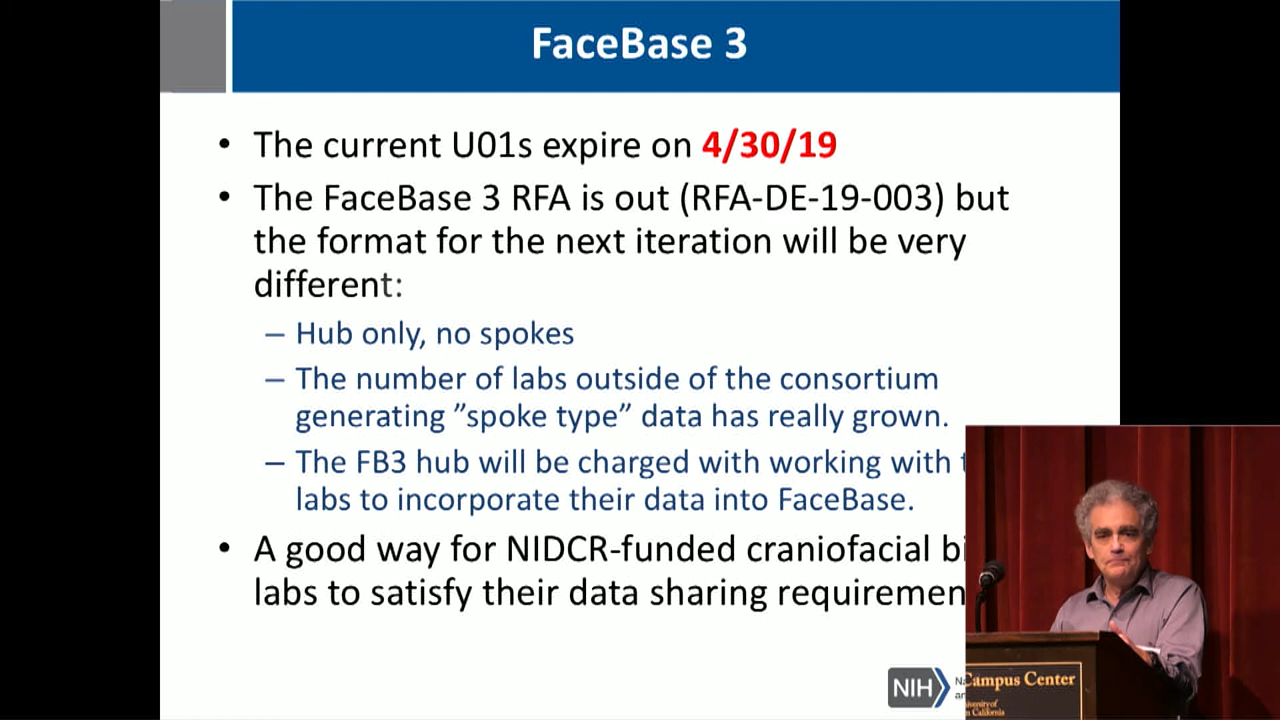 FaceBase 3
• The current U01s expire on 4/30/19
• The FaceBase 3 RFA is out (RFA-DE-19-003) but
the format for the next iteration will be very
different:
– Hub only, no spokes
– The number of labs outside of the consortium
generating ”spoke type” data has really grown.
– The FB3 hub will be charged with working with
labs to incorporate their data into FaceBase.
• A good way for NIDCR-funded craniofacial
labs to satisfy their data sharing
NIH
Campus Center